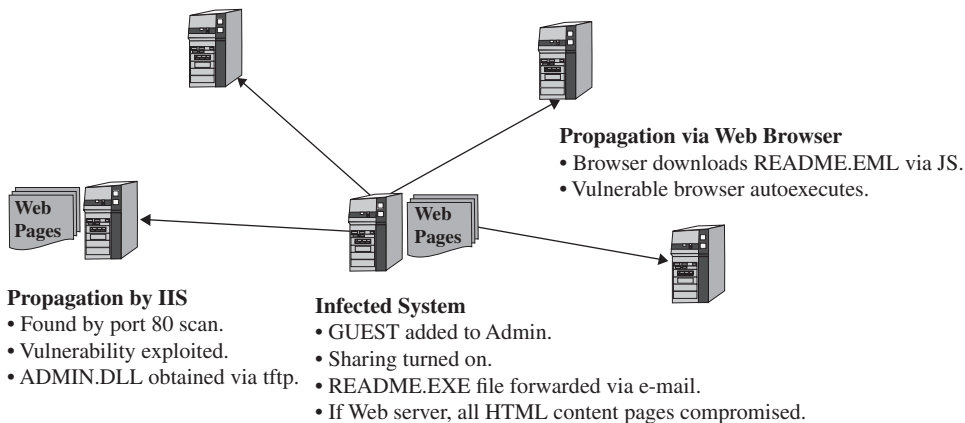 Propagation via Web Browser
• Browser downloads README.EML via JS.
• Vulnerable browser autoexecutes.
Web
Pages
Web
Pages
Propagation by IIS
• Found by port 80 scan.
• Vulnerability exploited.
• ADMIN.DLL obtained via tftp.
Infected System
• GUEST added to Admin.
• Sharing turned on.
• README.EXE file forwarded via e-mail.
• If Web server, all HTML content pages compromised.